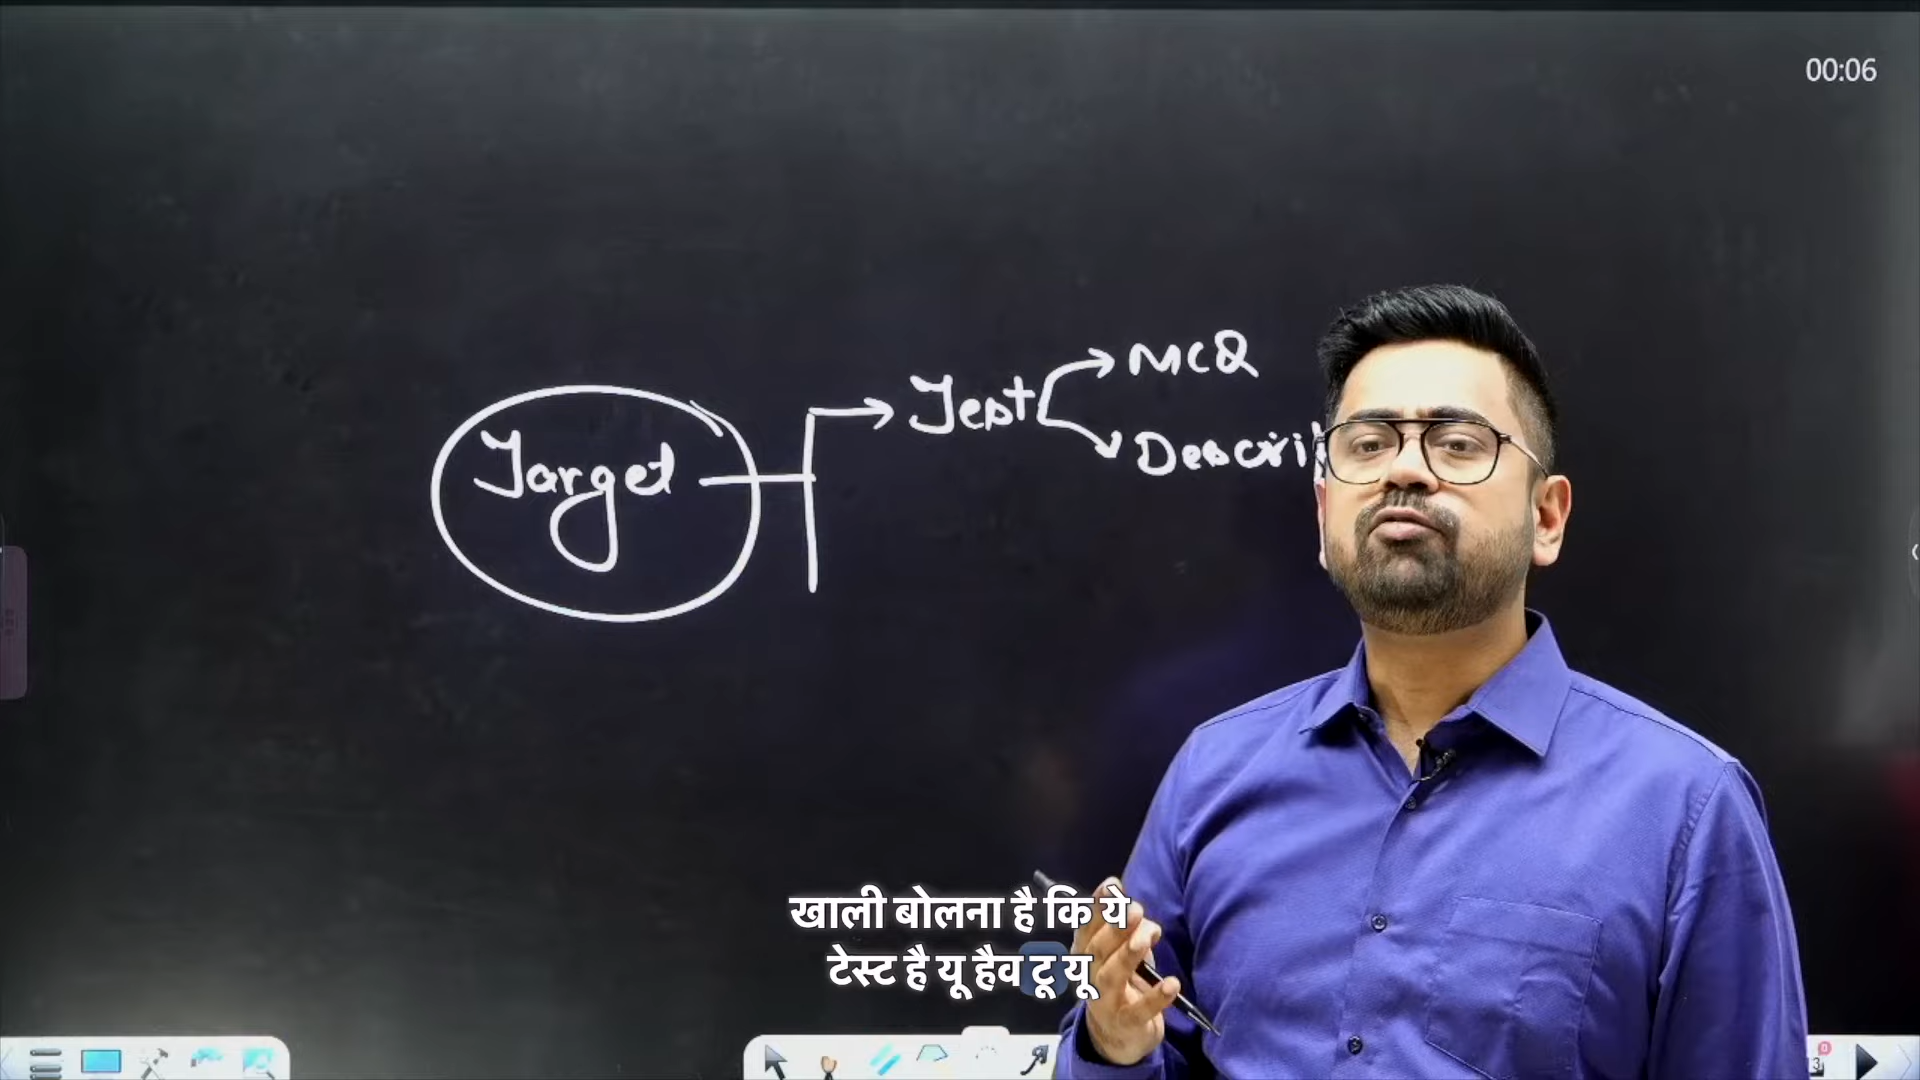 00:06
MCQ
Test
Target
खाली बोलना है कि ये
टेस्ट है यू हैव टू यू